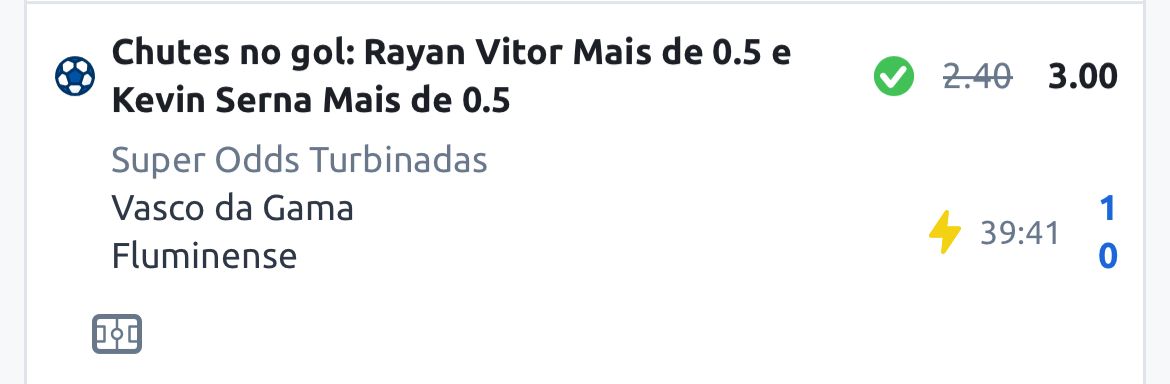 Chutes no gol: Rayan Vitor Mais de 0.5 e
Kevin Serna Mais de 0.5
2.40 3.00
Super Odds Turbinadas
Vasco da Gama
Fluminense
39:41
1
0